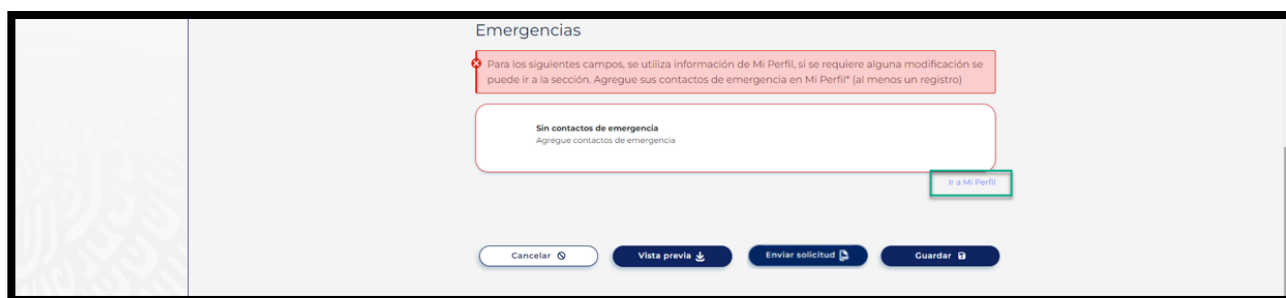 Emergencias
Para los siguientes campos, se utiliza información de Mi Perfil, si se requiere alguna modificación se
puede ir a la sección. Agregue sus contactos de emergencia en Mi Perfil* (al menos un registro)
Sin contactos de emergencia
Agregue contactos de emergencia
Ir a Mi Perfil
Cancelar
Vista previa
Enviar solicitud
Guardar